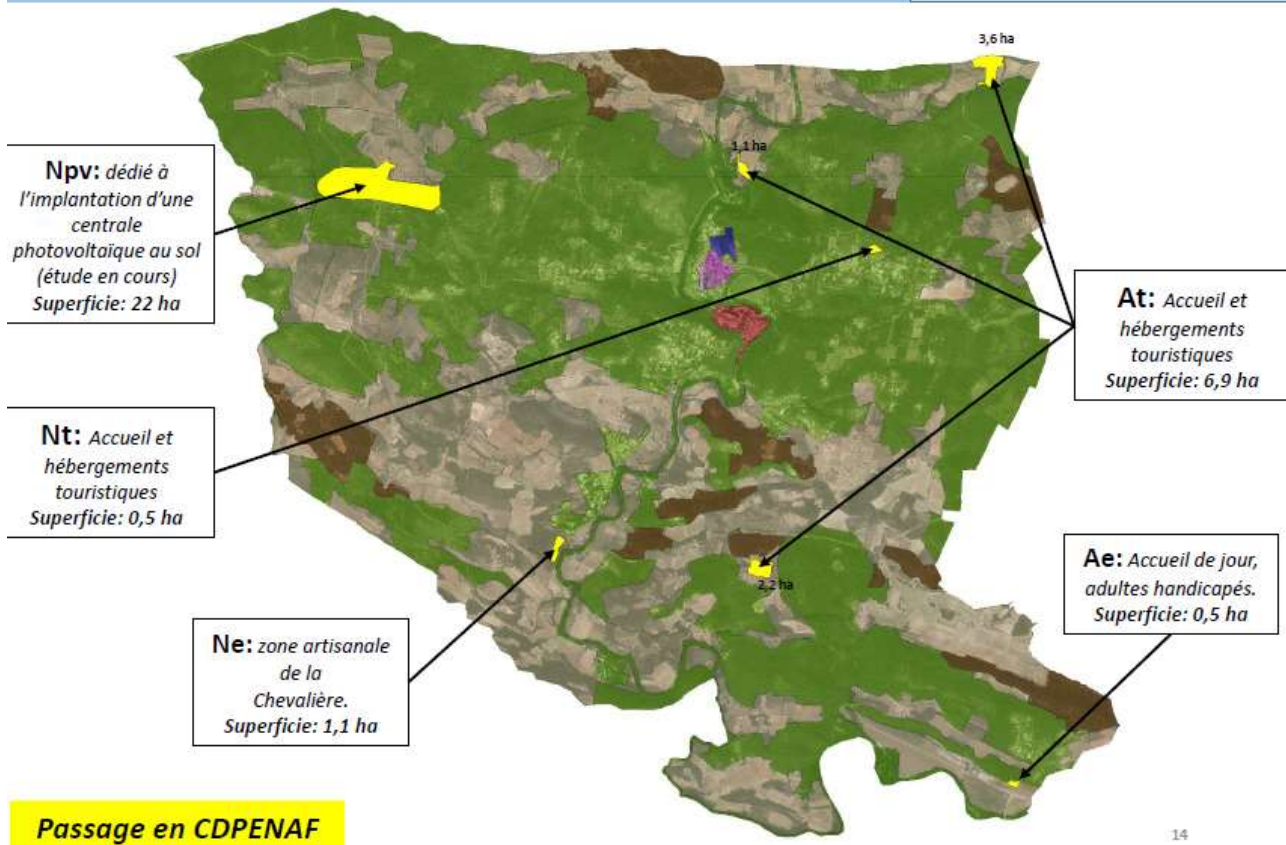 3,6 ha
1,1 ha
Npv: dédié à
l'implantation d'une
centrale
photovoltaïque au sol
(étude en cours)
Superficie: 22 ha
At: Accueil et
hébergements
touristiques
Superficie: 6,9 ha
Nt: Accueil et
hébergements
touristiques
Superficie: 0,5 ha
2,2 ha
Ae: Accueil de jour,
adultes handicapés.
Superficie: 0,5 ha
Ne: zone artisanale
de la
Chevalière.
Superficie: 1,1 ha
Passage en CDPENAF
14